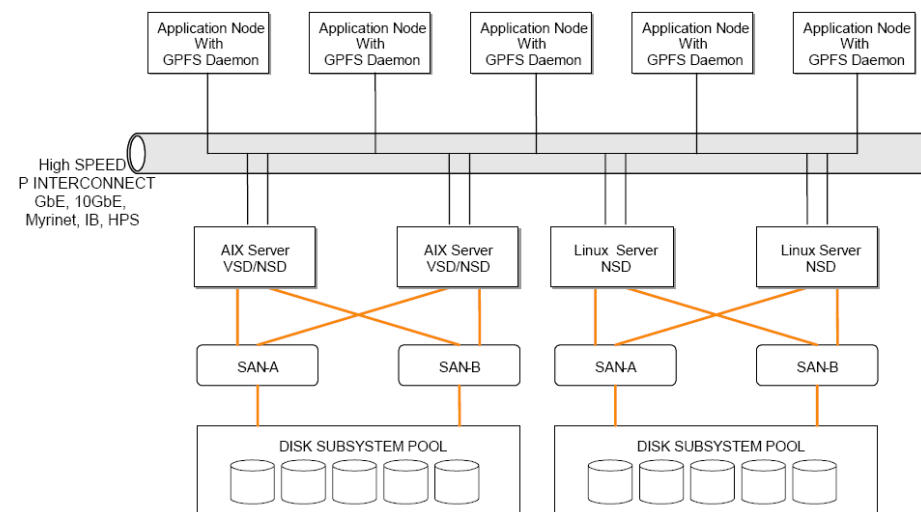 Application Node
With
GPFS Daemon
Application Node
With
GPFS Daemon
Application Node
With
GPFS Daemon
Application Node
With
GPFS Daemon
Application Node
With
GPFS Daemon
High SPEED
P INTERCONNECT
GbE, 10GbE,
Myrinet, IB, HPS
AIX Server
VSD/NSD
AIX Server
VSD/NSD
Linux Server
NSD
Linux Server
NSD
SAN-A
SAN-B
SAN-A
SAN-B
DISK SUBSYSTEM POOL
DISK SUBSYSTEM POOL